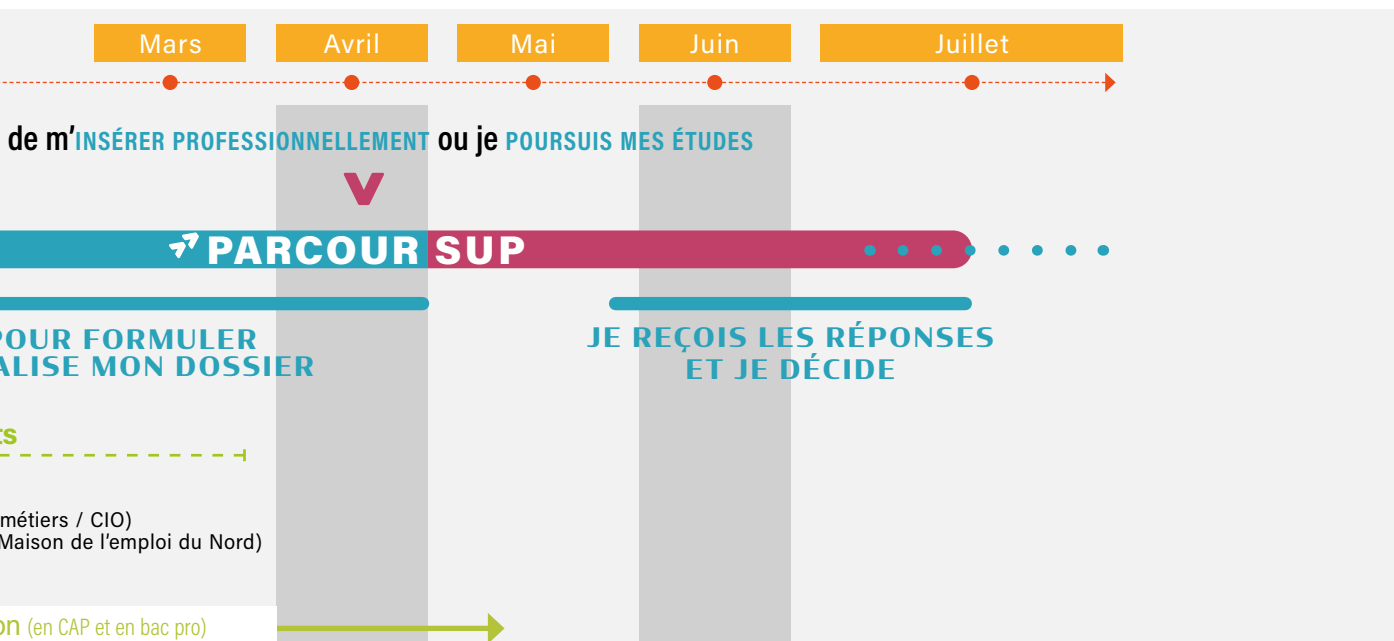 Mars Avril Mai Juin Juillet
de m'INSÉRER PROFESSIONNELLEMENT ou je POURSUIS MES ÉTUDES
PARCOUR SUP
POUR FORMULER
ALISE MON DOSSIER
JE REÇOIS LES RÉPONSES
ET JE DÉCIDE
ts
métiers / CIO)
Maison de l'emploi du Nord)
on (en CAP et en bac pro)